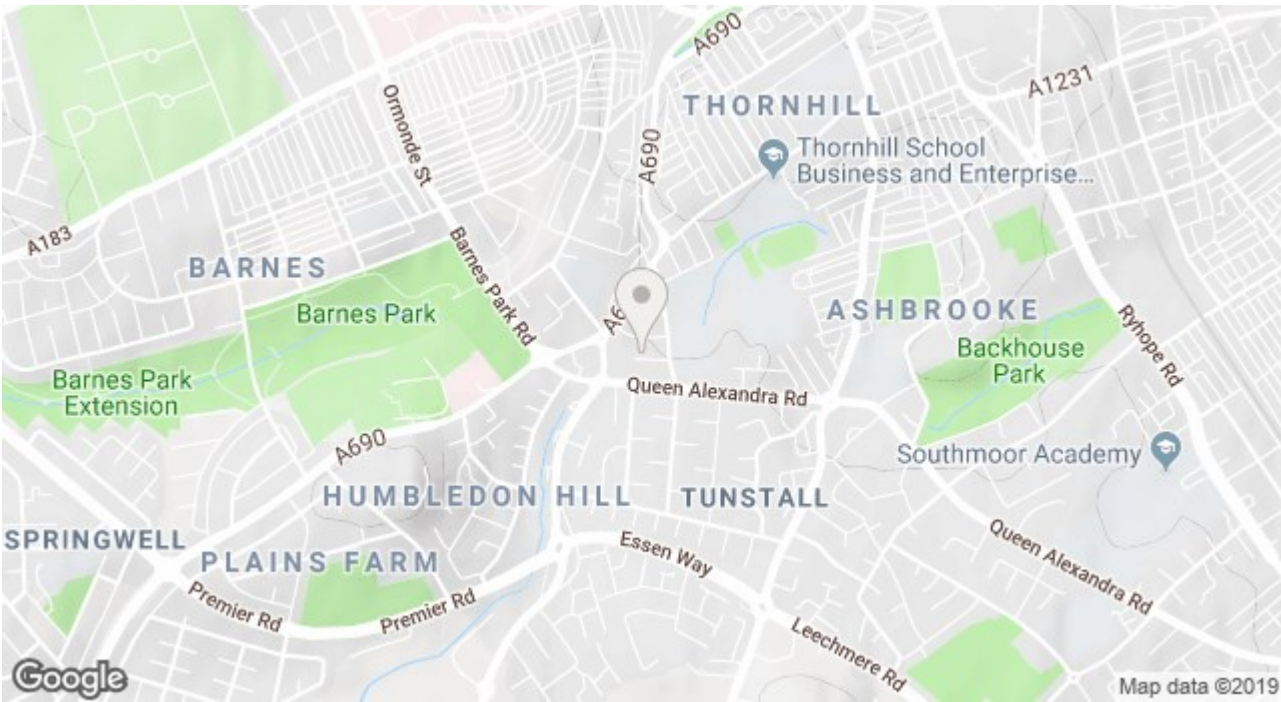 A690
THORNHILL
A1231
Ormonde St
A690
Thornhill School
Business and Enterprise...
A183
BARNES
Barnes Park Rd
Barnes Park
A6
ASHBROOKE
Backhouse
Park
Ryhope Rd
Barnes Park
Extension
Queen Alexandra Rd
A690
Southmoor Academy
HUMBLEDON HILL
TUNSTALL
SPRINGWELL
PLAINS FARM
Essen Way
Queen Alexandra Rd
Premier Rd
Premier Rd
Leechmere Rd
Google
Map data ©2019